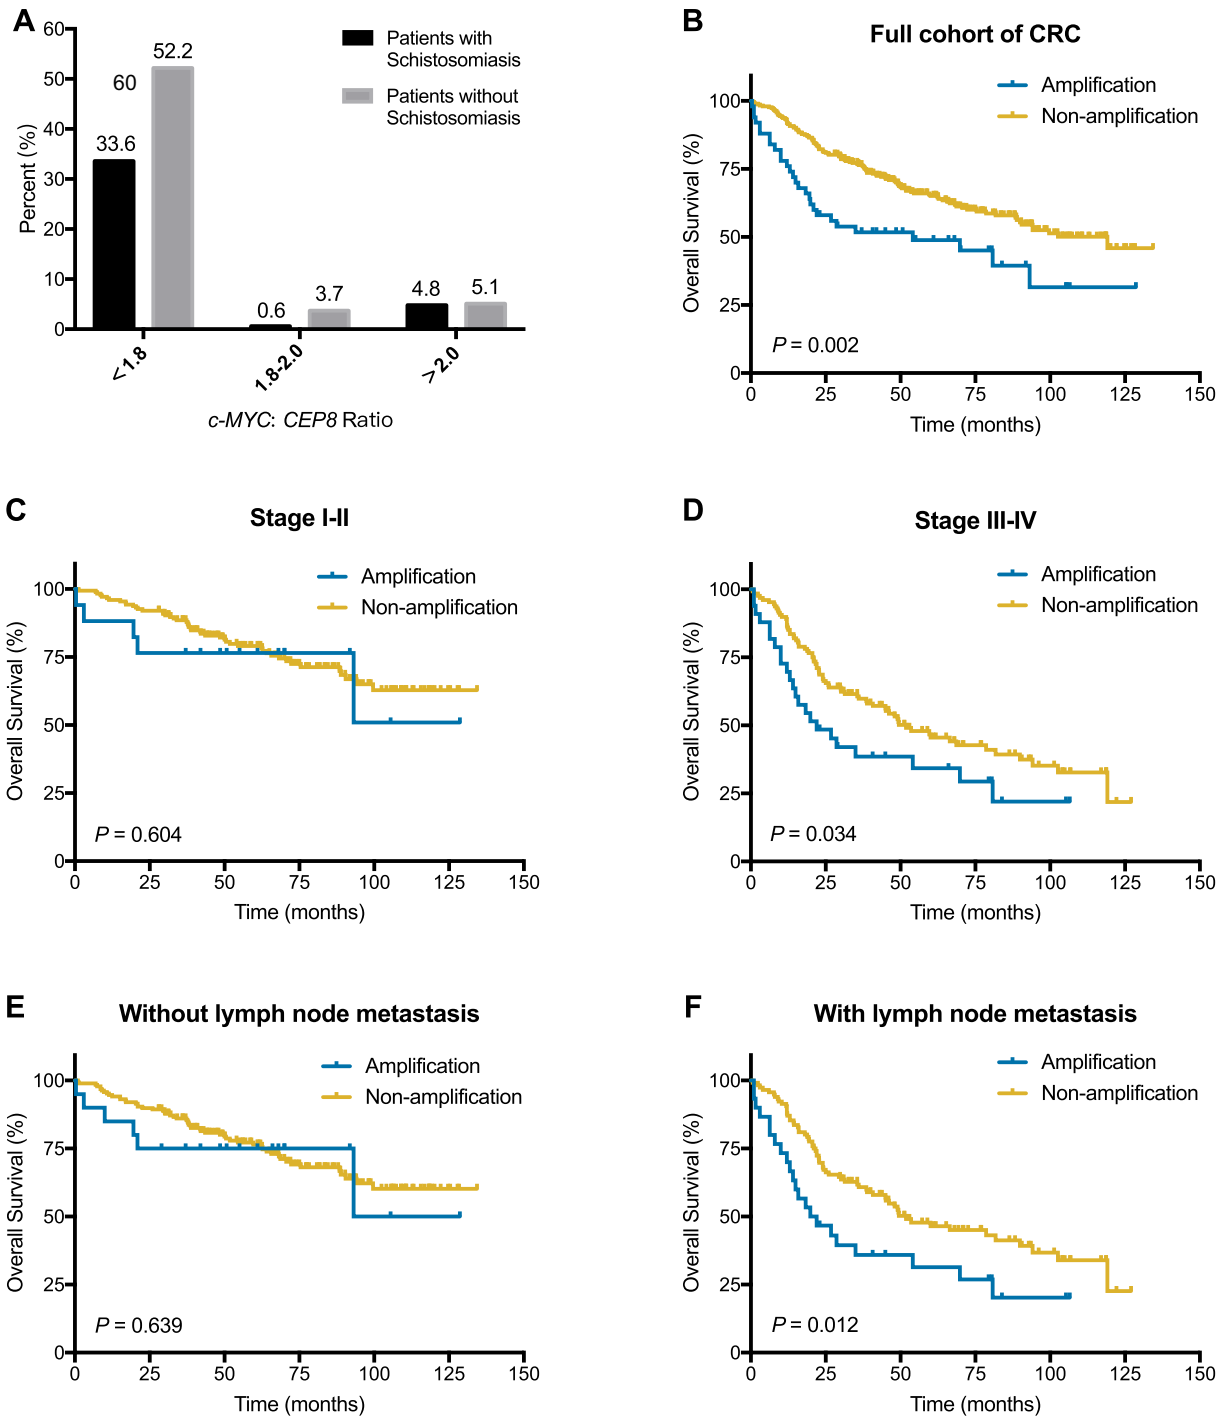 A
Percent (%)
60
50
40
30
20
10
0
33.6
60
52.2
0.6
3.7
4.8
5.1
Patients with
Schistosomiasis
Patients without
Schistosomiasis
<1.8
1.8-2.0
>2.0
c-MYC: CEP8 Ratio
B
Full cohort of CRC
Amplification
Non-amplification
Overall Survival (%)
100
75
50
25
0
P = 0.002
0 25 50 75 100 125 150
Time (months)
C
Stage I-II
Amplification
Non-amplification
Overall Survival (%)
100
75
50
25
0
P = 0.604
0 25 50 75 100 125 150
Time (months)
D
Stage III-IV
Amplification
Non-amplification
Overall Survival (%)
100
75
50
25
0
P = 0.034
0 25 50 75 100 125 150
Time (months)
E
Without lymph node metastasis
Amplification
Non-amplification
Overall Survival (%)
100
75
50
25
0
P = 0.639
0 25 50 75 100 125 150
Time (months)
F
With lymph node metastasis
Amplification
Non-amplification
Overall Survival (%)
100
75
50
25
0
P = 0.012
0 25 50 75 100 125 150
Time (months)